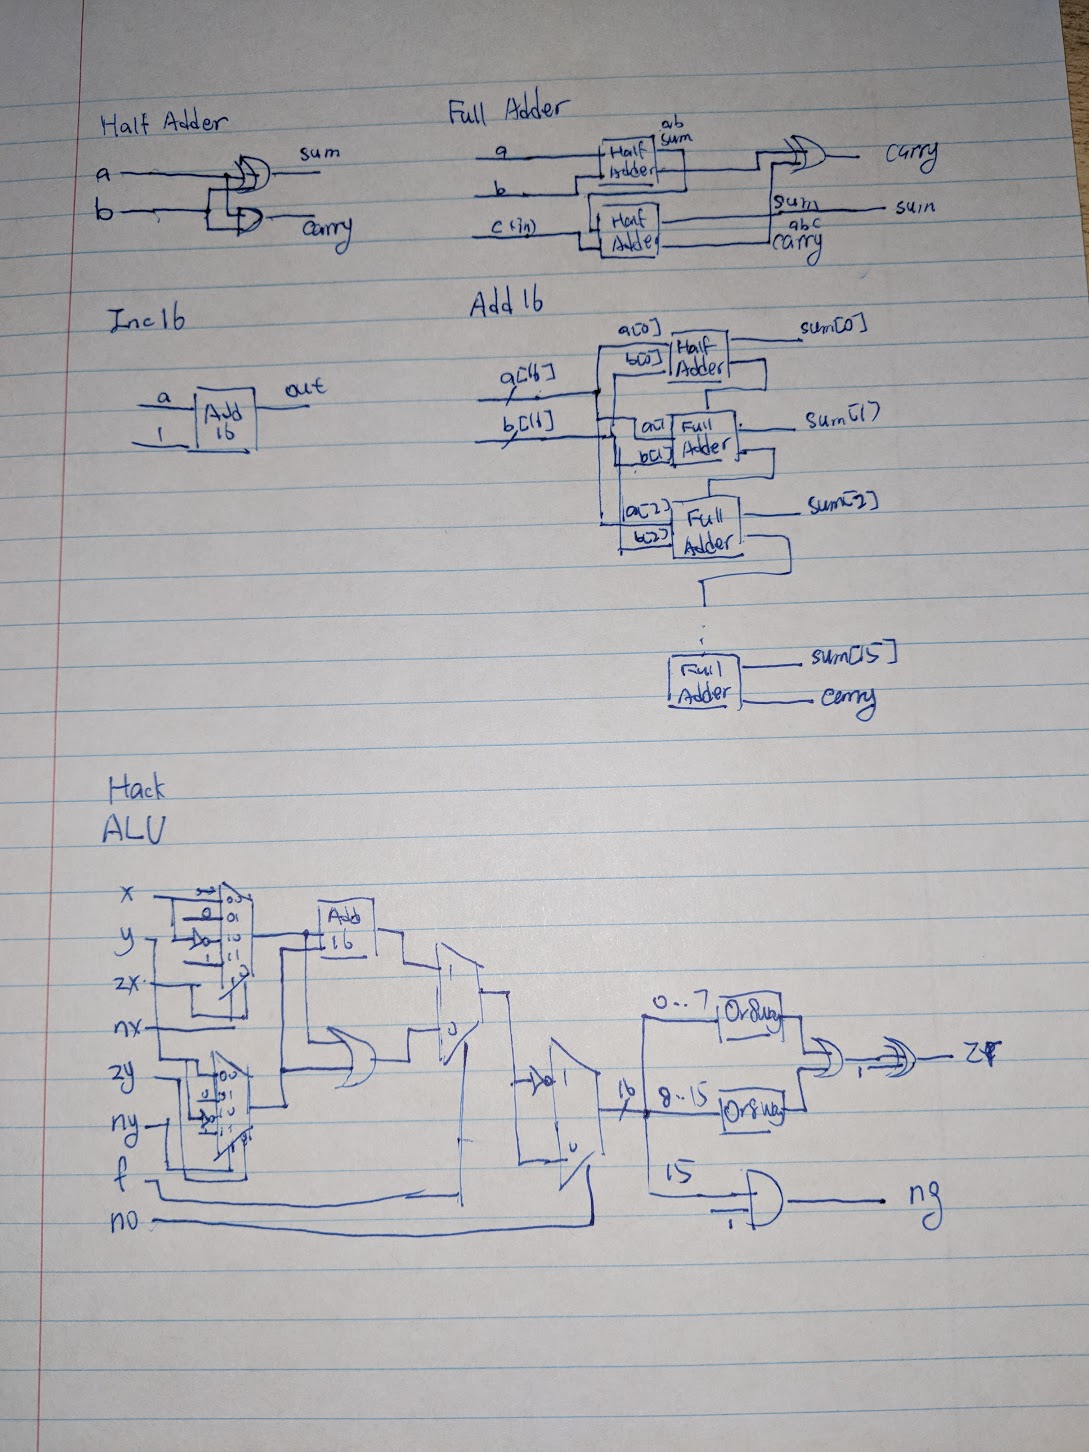 Half Adder
a
b
sum
carry
Full Adder
a
b
c (in)
Half
Adder
ab
sum
Half
Adder
carry
sum
sum
abc
carry
Inc16
a
1
Add
16
out
Add 16
a[16]
b[16]
a[0]
b[0]
Half
Adder
sum[0]
a[1]
b[1]
Full
Adder
sum[1]
a[2]
b[2]
Full
Adder
sum[2]
Full
Adder
sum[15]
carry
Hack
ALU
x
y
zx
nx
zy
ny
f
no
00
0
01
10
11
00
01
10
11
Add
16
1
0
1
0
16
0..7
Or8Way
8..15
Or8Way
1
zr
15
1
ng